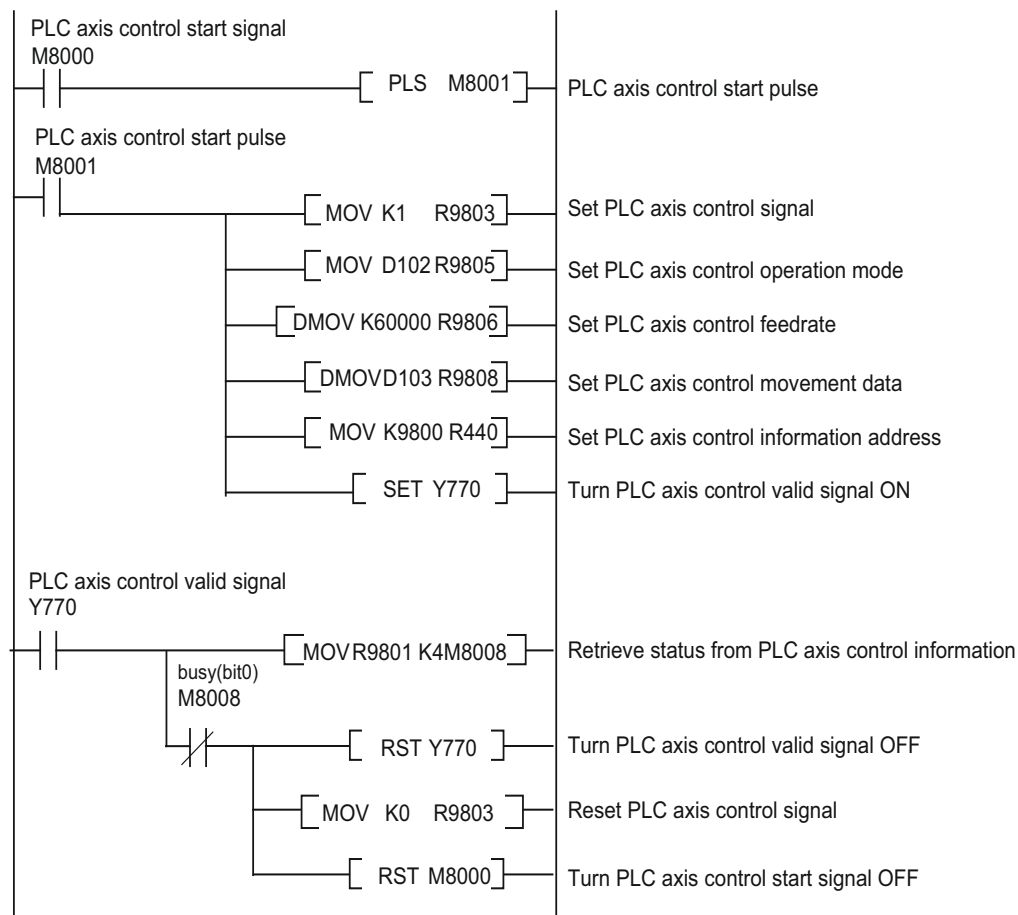 PLC axis control start signal
M8000
PLS M8001 PLC axis control start pulse
PLC axis control start pulse
M8001
MOV K1 R9803 Set PLC axis control signal
MOV D102 R9805 Set PLC axis control operation mode
DMOV K60000 R9806 Set PLC axis control feedrate
DMOVD103 R9808 Set PLC axis control movement data
MOV K9800 R440 Set PLC axis control information address
SET Y770 Turn PLC axis control valid signal ON
PLC axis control valid signal
Y770
MOVR9801 K4M8008 Retrieve status from PLC axis control information
busy(bit0)
M8008
RST Y770 Turn PLC axis control valid signal OFF
MOV K0 R9803 Reset PLC axis control signal
RST M8000 Turn PLC axis control start signal OFF